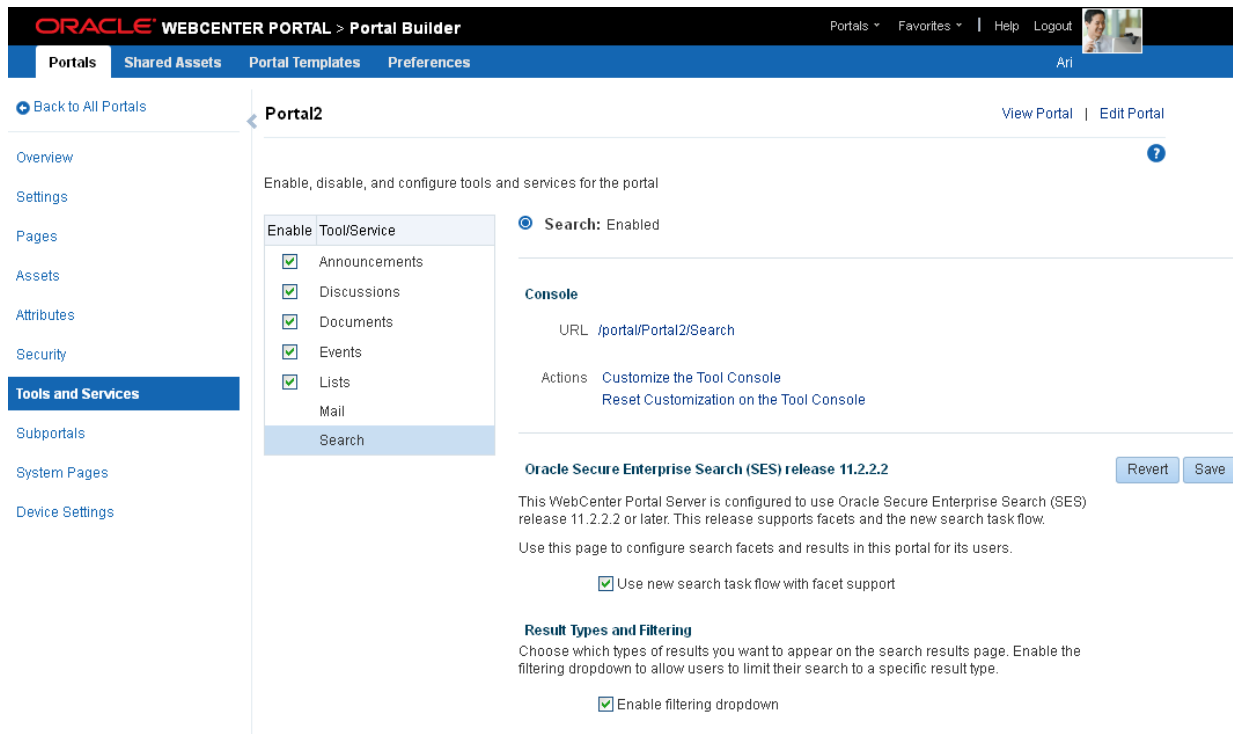 ORACLE WEBCENTER PORTAL > Portal Builder
Portals Favorites | Help Logout
Portals Shared Assets Portal Templates Preferences
Ari
Back to All Portals
Overview
Settings
Pages
Assets
Attributes
Security
Tools and Services
Subportals
System Pages
Device Settings
Portal2
View Portal | Edit Portal
?
Enable, disable, and configure tools and services for the portal
Enable Tool/Service
Announcements
Discussions
Documents
Events
Lists
Mail
Search
Search: Enabled
Console
URL /portal/Portal2/Search
Actions Customize the Tool Console
Reset Customization on the Tool Console
Oracle Secure Enterprise Search (SES) release 11.2.2.2
Revert Save
This WebCenter Portal Server is configured to use Oracle Secure Enterprise Search (SES)
release 11.2.2.2 or later. This release supports facets and the new search task flow.
Use this page to configure search facets and results in this portal for its users.
Use new search task flow with facet support
Result Types and Filtering
Choose which types of results you want to appear on the search results page. Enable the
filtering dropdown to allow users to limit their search to a specific result type.
Enable filtering dropdown